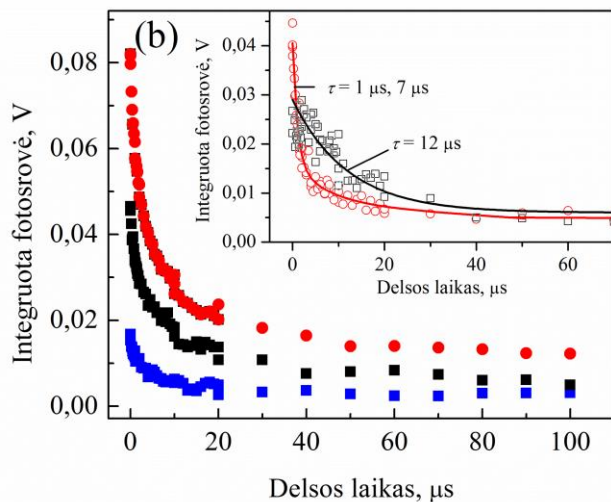 (b)
Integruota fotosrovė, V
0,08
0,06
0,04
0,02
0,00
0
20
40
60
80
100
Delsos laikas, μs
Integruota fotosrovė, V
0,04
0,03
0,02
0,01
0,00
τ = 1 μs, 7 μs
τ = 12 μs
0
20
40
60
Delsos laikas, μs